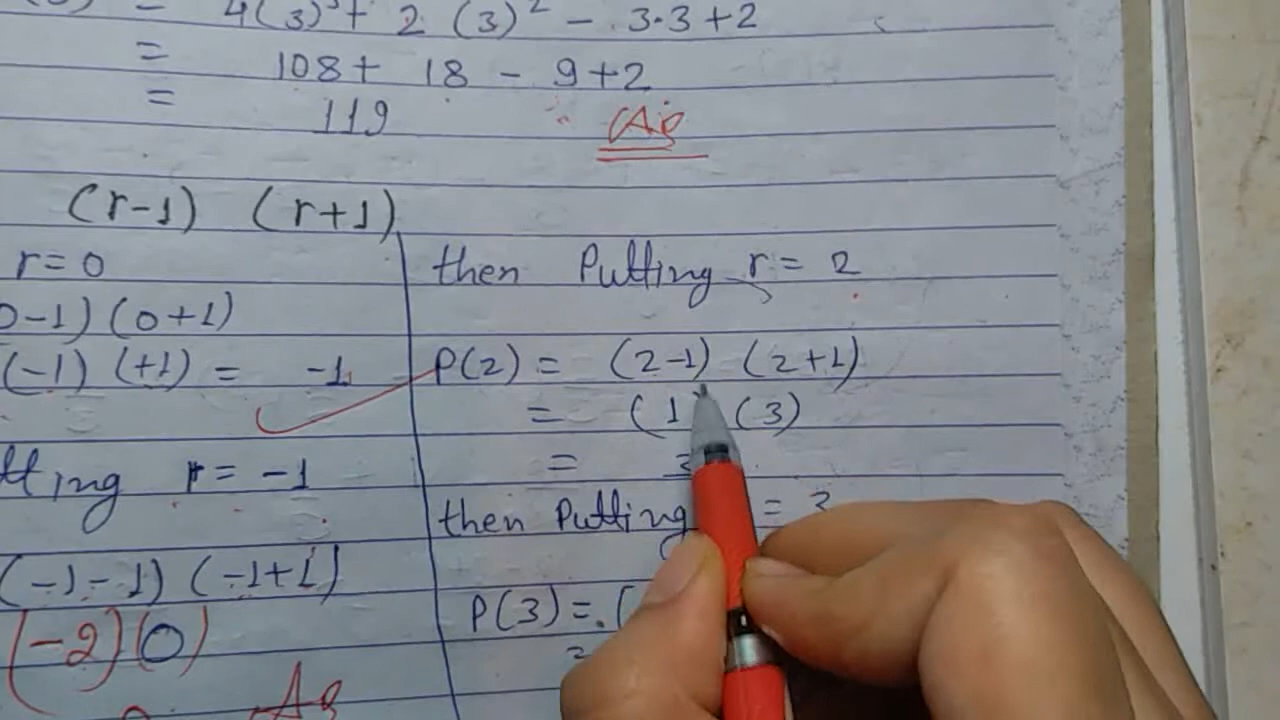 4(3)³ + 2 (3)² - 3·3+2
= 108+ 18 - 9+2
= 119
(r-1) (r+1)
r=0
0-1) (0+1)
(-1) (+1) = -1
tting r= -1
(-1-1) (-1+1)
(-2)(0)
then Putting r= 2
P(2) = (2-1) (2+1)
= (1 (3)
= 3
then Putting = 3
P(3) = (